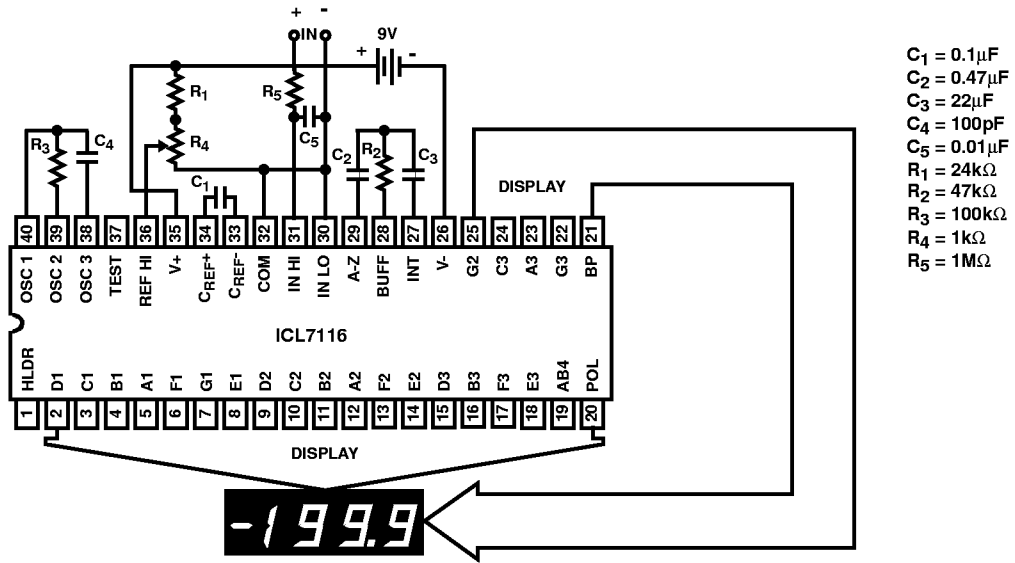 + -
IN
9V
+ -
R1
R5
R4
C5
R3
C4
C1
C2
R2
C3
DISPLAY
C1 = 0.1μF
C2 = 0.47μF
C3 = 22μF
C4 = 100pF
C5 = 0.01μF
R1 = 24kΩ
R2 = 47kΩ
R3 = 100kΩ
R4 = 1kΩ
R5 = 1MΩ
40 39 38 37 36 35 34 33 32 31 30 29 28 27 26 25 24 23 22 21
OSC 1
OSC 2
OSC 3
TEST
REF HI
V+
CREF+
CREF-
COM
IN HI
IN LO
A-Z
BUFF
INT
V-
G2
C3
A3
G3
BP
ICL7116
HLDR
D1
C1
B1
A1
F1
G1
E1
D2
C2
B2
A2
F2
E2
D3
B3
F3
E3
AB4
POL
1 2 3 4 5 6 7 8 9 10 11 12 13 14 15 16 17 18 19 20
DISPLAY
-199.9